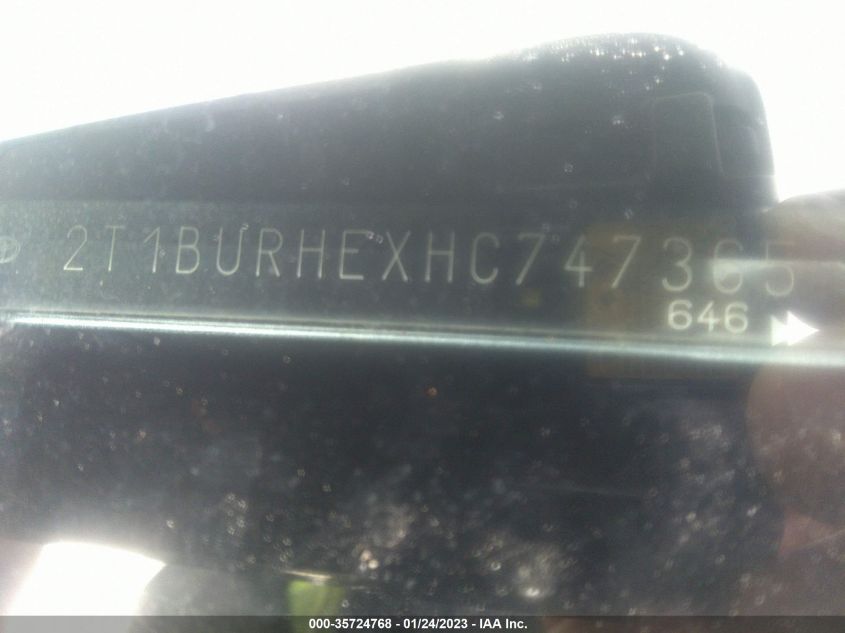 2T1BURHEXHC747365
646
000-35724768 - 01/24/2023 - IAA Inc.